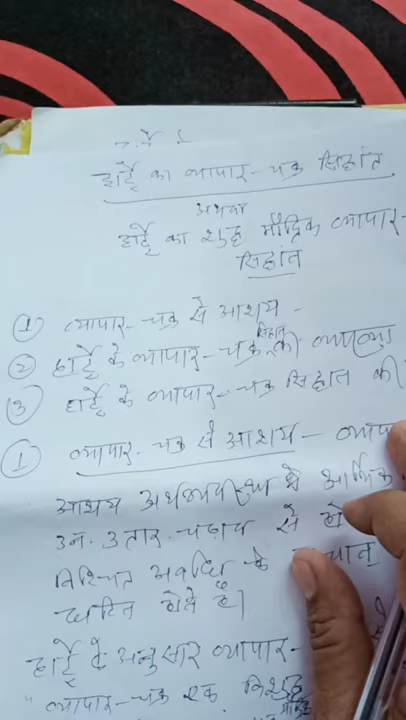 हार्ट्रे का व्यापार-चक्र सिद्धांत
अथवा
हार्ट्रे का शुद्ध मौद्रिक व्यापार-
सिद्धांत
① व्यापार-चक्र से आशय -
② हार्ट्रे के व्यापार-चक्र सिद्धांत की व्याख्या
③ हार्ट्रे के व्यापार-चक्र सिद्धांत की
① व्यापार-चक्र से आशय - व्यापा
आशय अर्थव्यवस्था के आर्थिक
उन उतार-चढाव से
निश्चित अवधि के
घटित होते हैं।
हार्ट्रे के अनुसार व्यापार-
"व्यापार-चक्र एक विशुद्ध